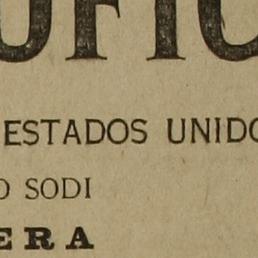 OFIC
ESTADOS UNIDO
O SODI
ERA